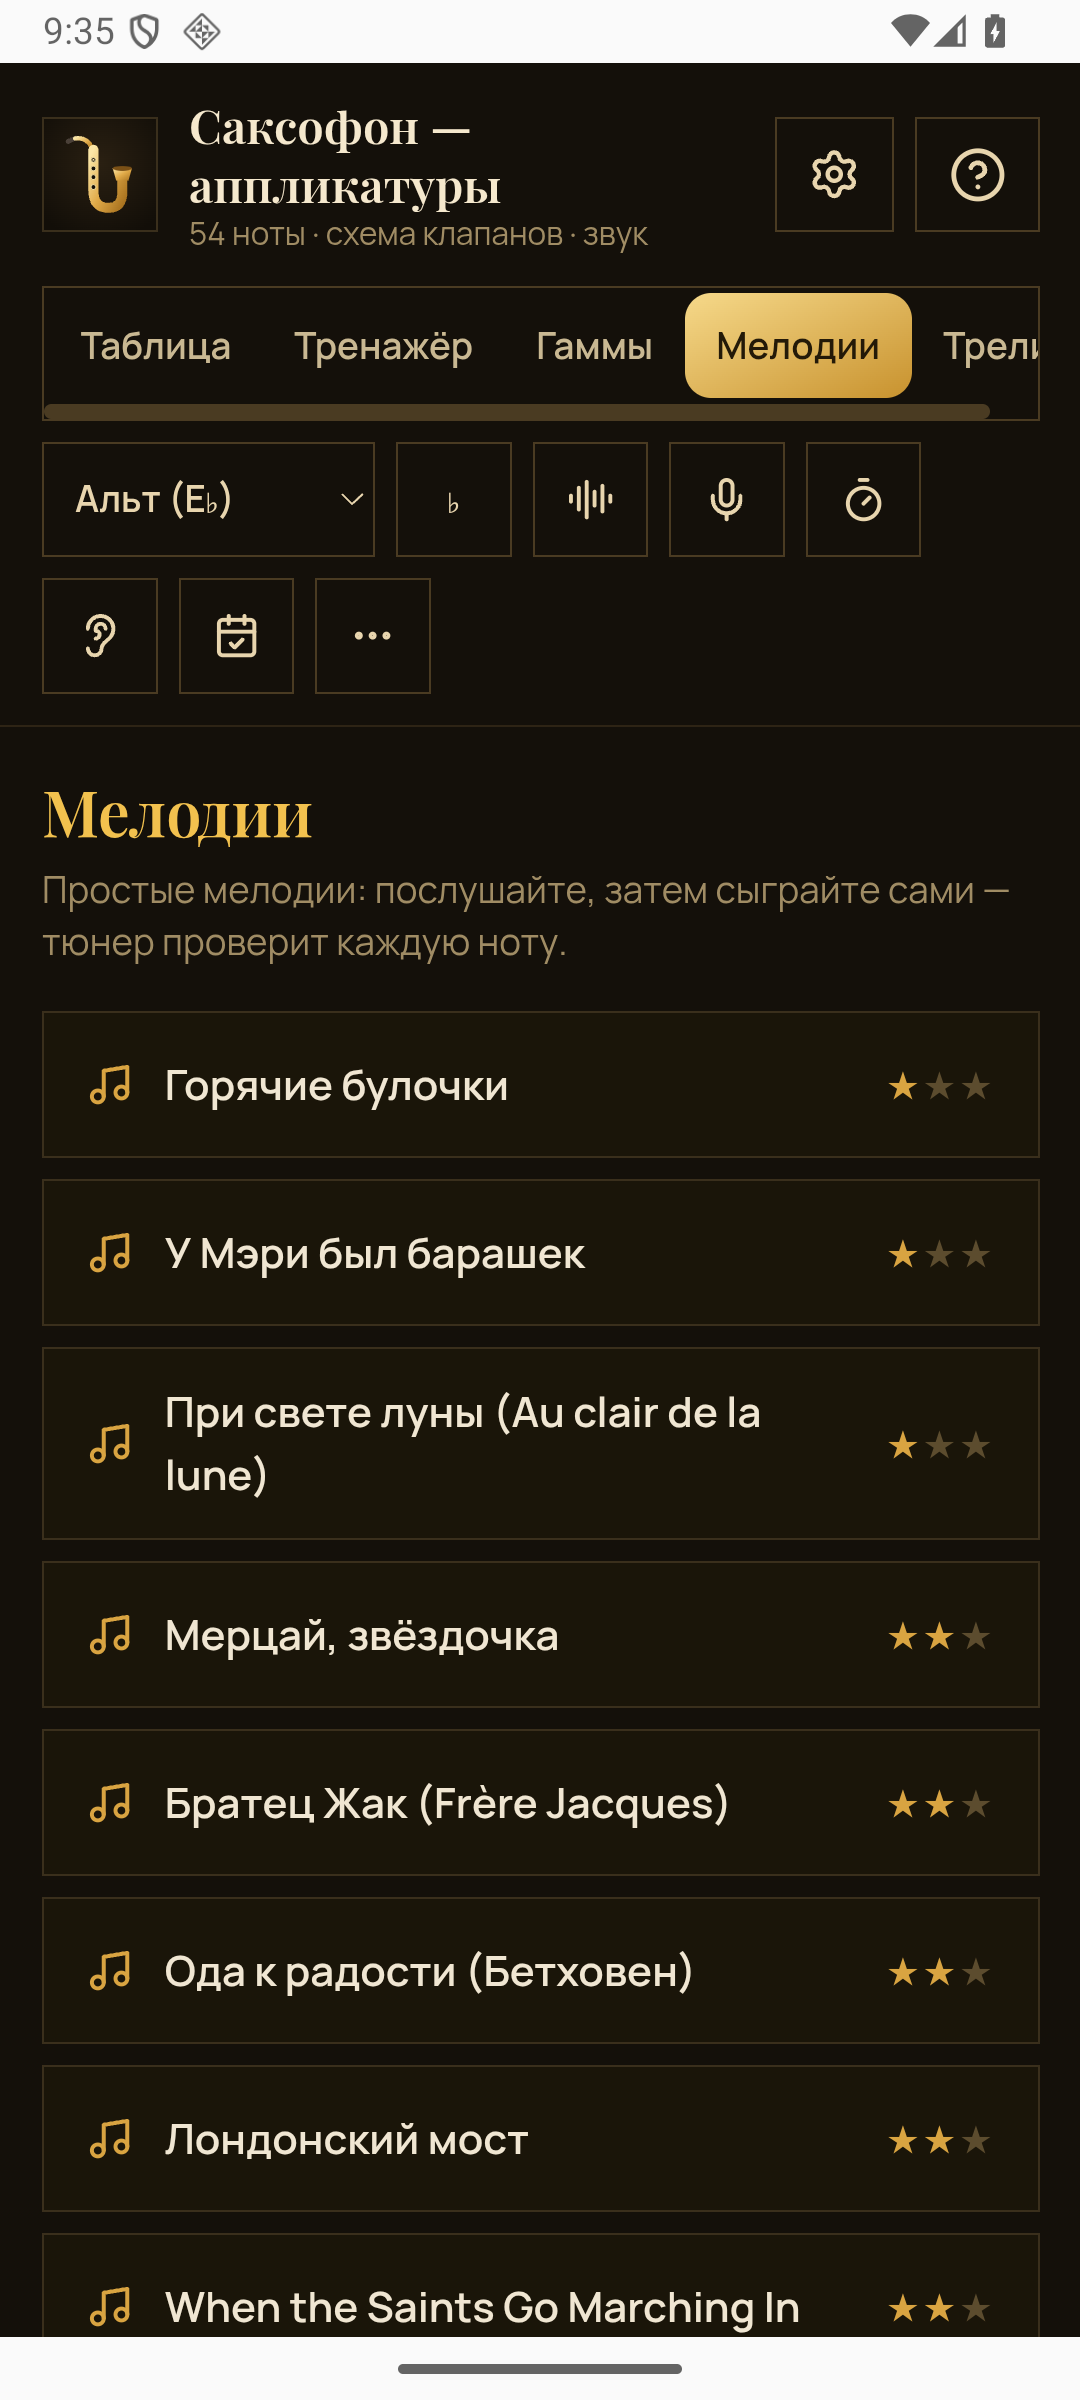 9:35
Саксофон —
аппликатуры
54 ноты · схема клапанов · звук
Таблица Тренажёр Гаммы Мелодии Трели
Альт (E♭) ♭
Мелодии
Простые мелодии: послушайте, затем сыграйте сами —
тюнер проверит каждую ноту.
Горячие булочки ★★★
У Мэри был барашек ★★★
При свете луны (Au clair de la
lune) ★★★
Мерцай, звёздочка ★★★
Братец Жак (Frère Jacques) ★★★
Ода к радости (Бетховен) ★★★
Лондонский мост ★★★
When the Saints Go Marching In ★★★